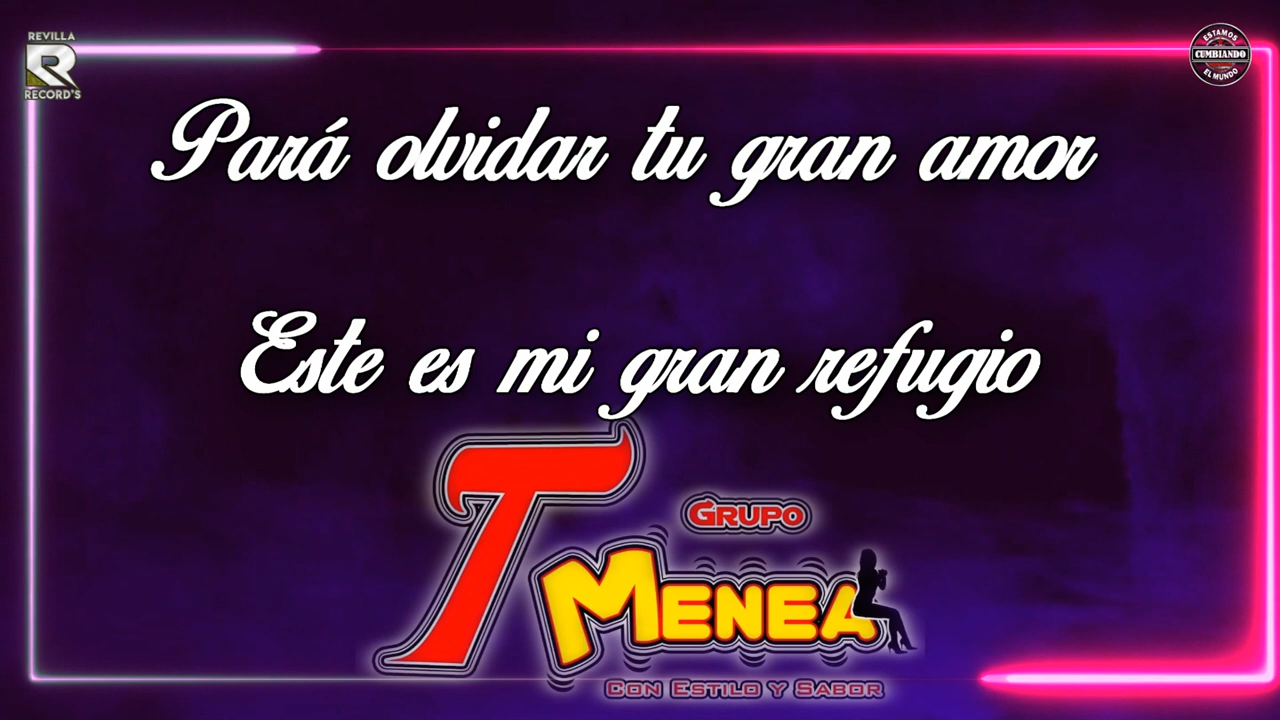 REVILLA
R
RECORD'S
ESTAMOS
CUMBIANDO
EL MUNDO
Pará olvidar tu gran amor
Este es mi gran refugio
GRUPO
T MENEA
CON ESTILO Y SABOR